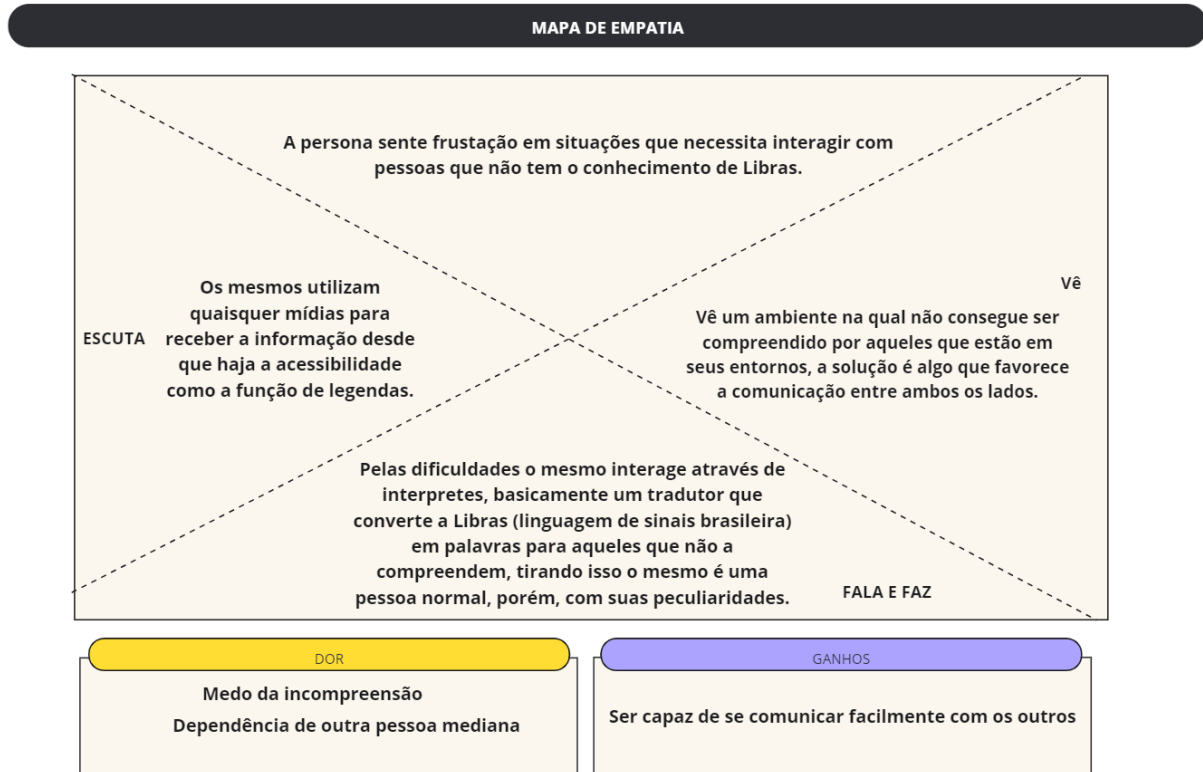 MAPA DE EMPATIA
A persona sente frustação em situações que necessita interagir com
pessoas que não tem o conhecimento de Libras.
ESCUTA
Os mesmos utilizam
quaisquer mídias para
receber a informação desde
que haja a acessibilidade
como a função de legendas.
Vê
Vê um ambiente na qual não consegue ser
compreendido por aqueles que estão em
seus entornos, a solução é algo que favorece
a comunicação entre ambos os lados.
Pelas dificuldades o mesmo interage através de
interpretes, basicamente um tradutor que
converte a Libras (linguagem de sinais brasileira)
em palavras para aqueles que não a
compreendem, tirando isso o mesmo é uma
pessoa normal, porém, com suas peculiaridades.
FALA E FAZ
DOR
Medo da incompreensão
Dependência de outra pessoa mediana
GANHOS
Ser capaz de se comunicar facilmente com os outros